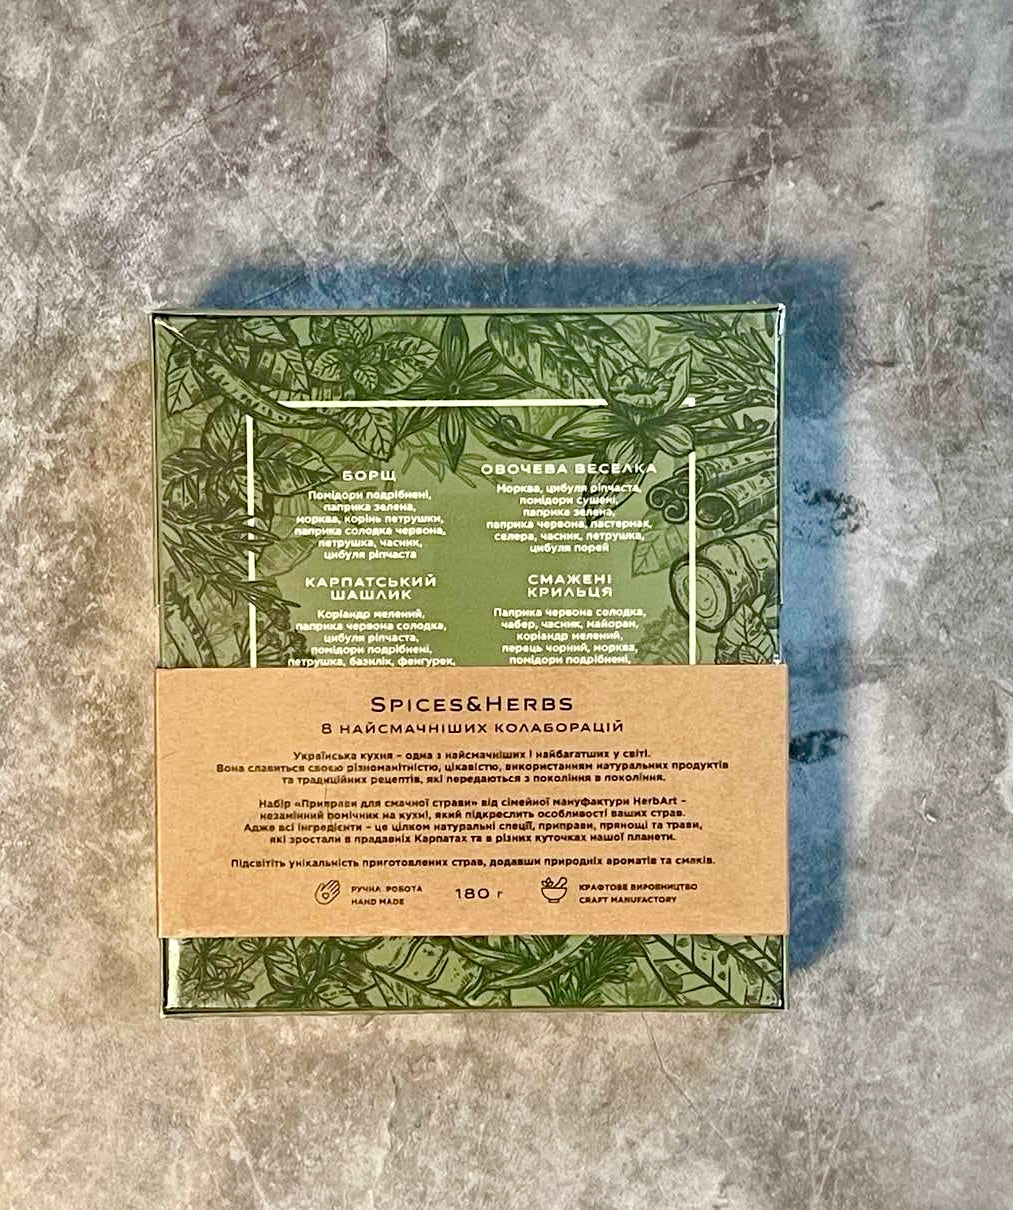 БОРЩ
Помідори подрібнені,
паприка зелена,
морква, корінь петрушки,
паприка солодка червона,
петрушка, часник,
цибуля ріпчаста
ОВОЧЕВА ВЕСЕЛКА
Морква, цибуля ріпчаста,
помідори сушені,
паприка зелена,
паприка червона, пастернак,
селера, часник, петрушка,
цибуля порей
КАРПАТСЬКИЙ
ШАШЛИК
Коріандр мелений,
паприка червона солодка,
цибуля ріпчаста,
помідори подрібнені,
петрушка, базилік, фенугрек,
СМАЖЕНІ
КРИЛЬЦЯ
Паприка червона солодка,
чабер, часник, майоран,
коріандр мелений,
перець чорний, морква,
помідори подрібнені,
SPICES&HERBS
8 НАЙСМАЧНІШИХ КОЛАБОРАЦІЙ
Українська кухня – одна з найсмачніших і найбагатших у світі.
Вона славиться своєю різноманітністю, цікавістю, використанням натуральних продуктів
та традиційних рецептів, які передаються з покоління в покоління.
Набір «Приправи для смачної страви» від сімейної мануфактури HerbArt –
незамінний помічник на кухні, який підкреслить особливості ваших страв.
Адже всі інгредієнти – це цілком натуральні спеції, приправи, прянощі та трави,
які зростали в прадавніх Карпатах та в різних куточках нашої планети.
Підсвітіть унікальність приготовлених страв, додавши природніх ароматів та смаків.
РУЧНА РОБОТА
HAND MADE
180 г
КРАФТОВЕ ВИРОБНИЦТВО
CRAFT MANUFACTORY